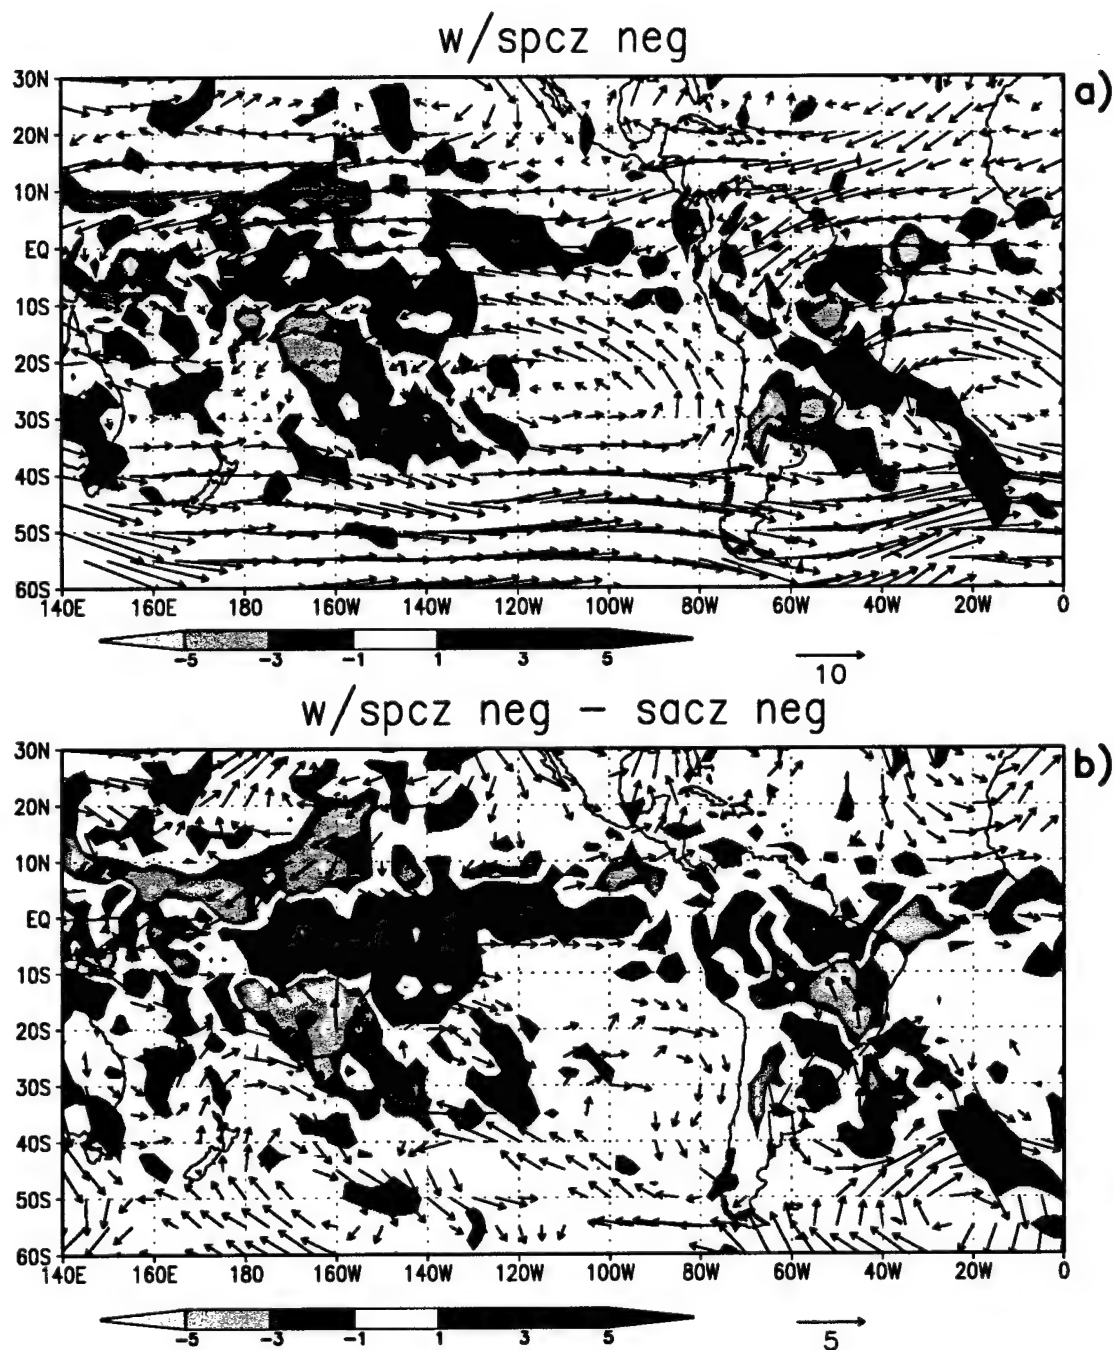 w/spcz neg
a)
30N
20N
10N
EQ
10S
20S
30S
40S
50S
60S
140E 160E 180 160W 140W 120W 100W 80W 60W 40W 20W 0
-5 -3 -1 1 3 5
10
w/spcz neg - sacz neg
b)
30N
20N
10N
EQ
10S
20S
30S
40S
50S
60S
140E 160E 180 160W 140W 120W 100W 80W 60W 40W 20W 0
-5 -3 -1 1 3 5
5